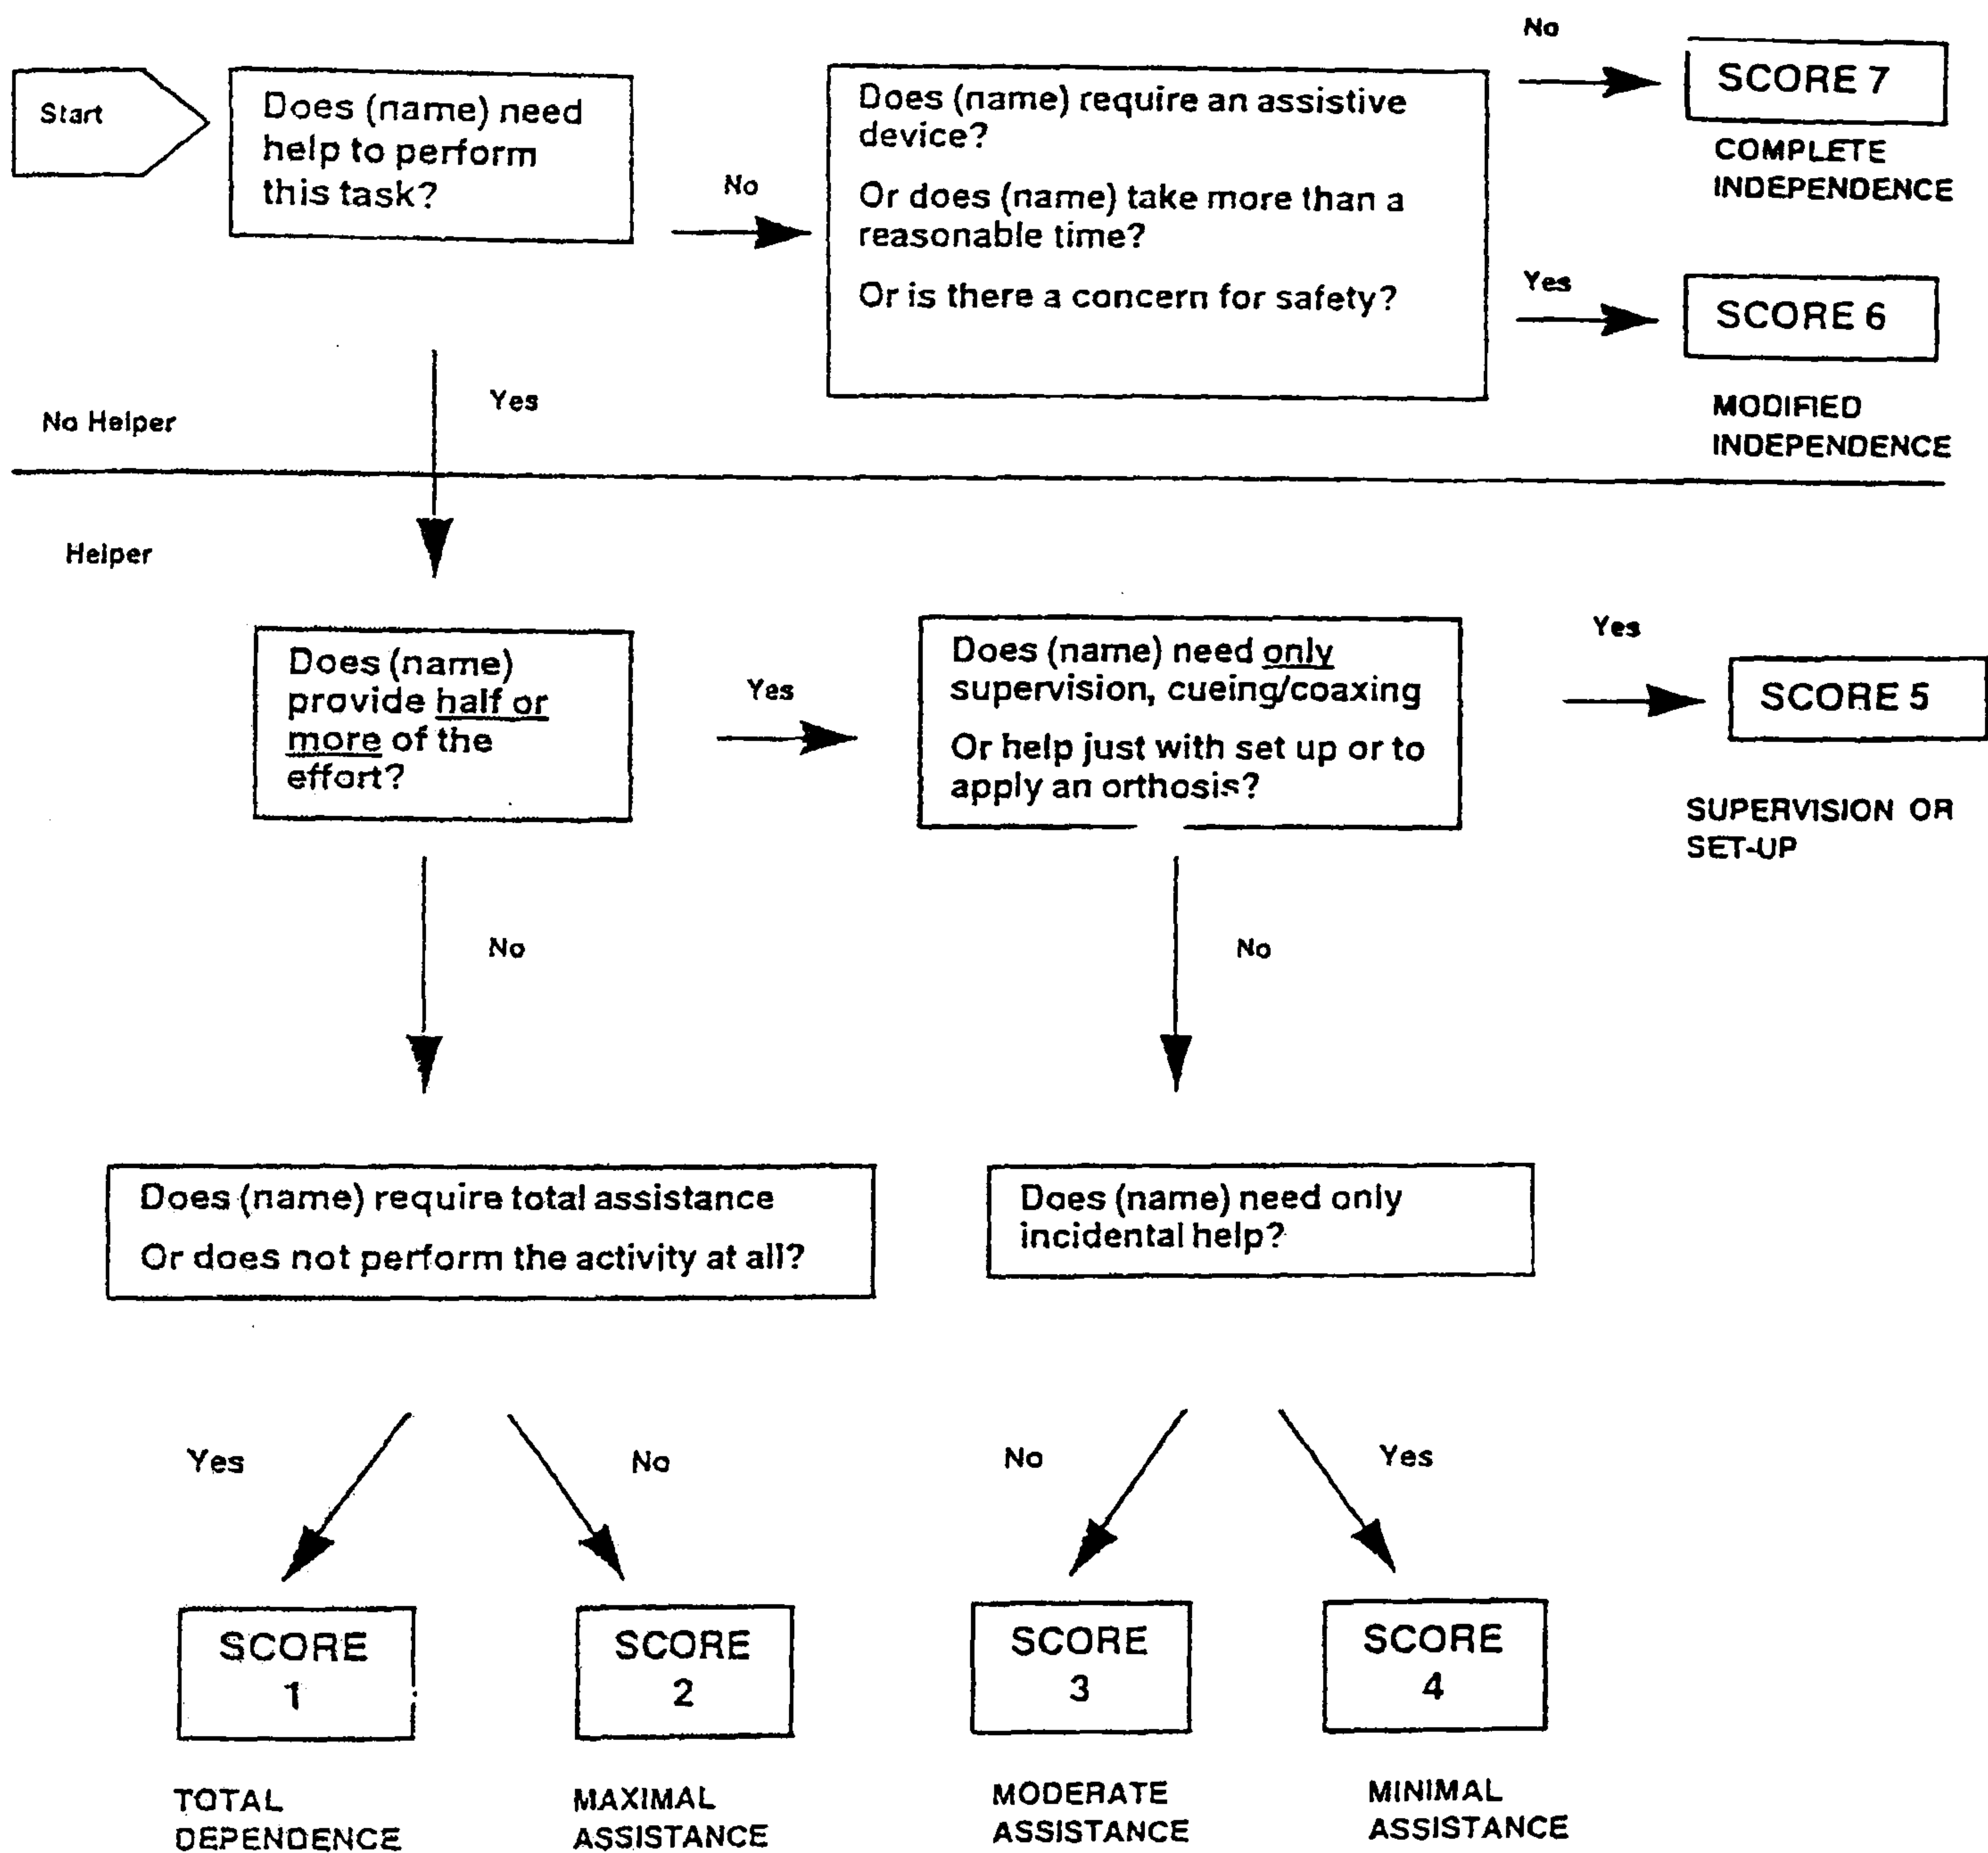 Start
Does (name) need
help to perform
this task?
No
Does (name) require an assistive
device?
Or does (name) take more than a
reasonable time?
Or is there a concern for safety?
No
SCORE 7
COMPLETE
INDEPENDENCE
Yes
SCORE 6
MODIFIED
INDEPENDENCE
Yes
No Helper
Helper
Does (name)
provide half or
more of the
effort?
Yes
Does (name) need only
supervision, cueing/coaxing
Or help just with set up or to
apply an orthosis?
Yes
SCORE 5
SUPERVISION OR
SET-UP
No
No
Does (name) require total assistance
Or does not perform the activity at all?
Does (name) need only
incidental help?
Yes
No
No
Yes
SCORE
1
SCORE
2
SCORE
3
SCORE
4
TOTAL
DEPENDENCE
MAXIMAL
ASSISTANCE
MODERATE
ASSISTANCE
MINIMAL
ASSISTANCE